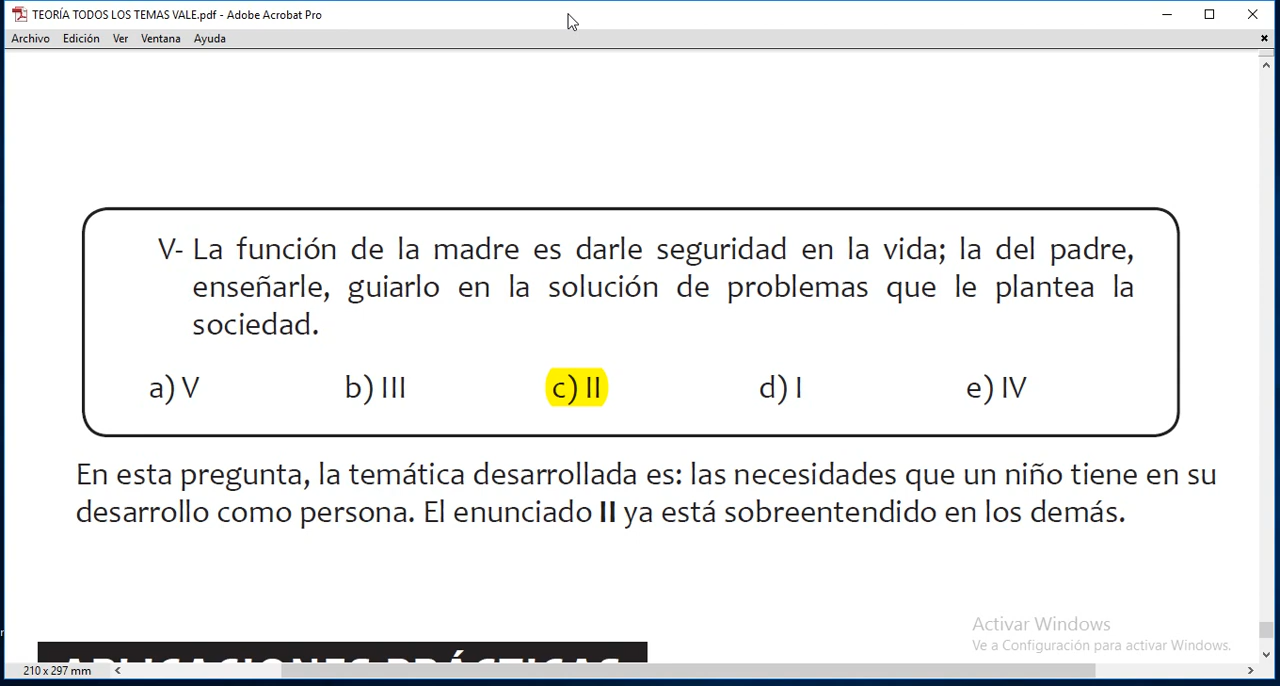 TEORÍA TODOS LOS TEMAS VALE.pdf - Adobe Acrobat Pro
Archivo Edición Ver Ventana Ayuda
V- La función de la madre es darle seguridad en la vida; la del padre,
enseñarle, guiarlo en la solución de problemas que le plantea la
sociedad.
a) V b) III c) II d) I e) IV
En esta pregunta, la temática desarrollada es: las necesidades que un niño tiene en su
desarrollo como persona. El enunciado II ya está sobreentendido en los demás.
Activar Windows
Ve a Configuración para activar Windows.
APLICACIONES PRÁCTICAS
210 x 297 mm